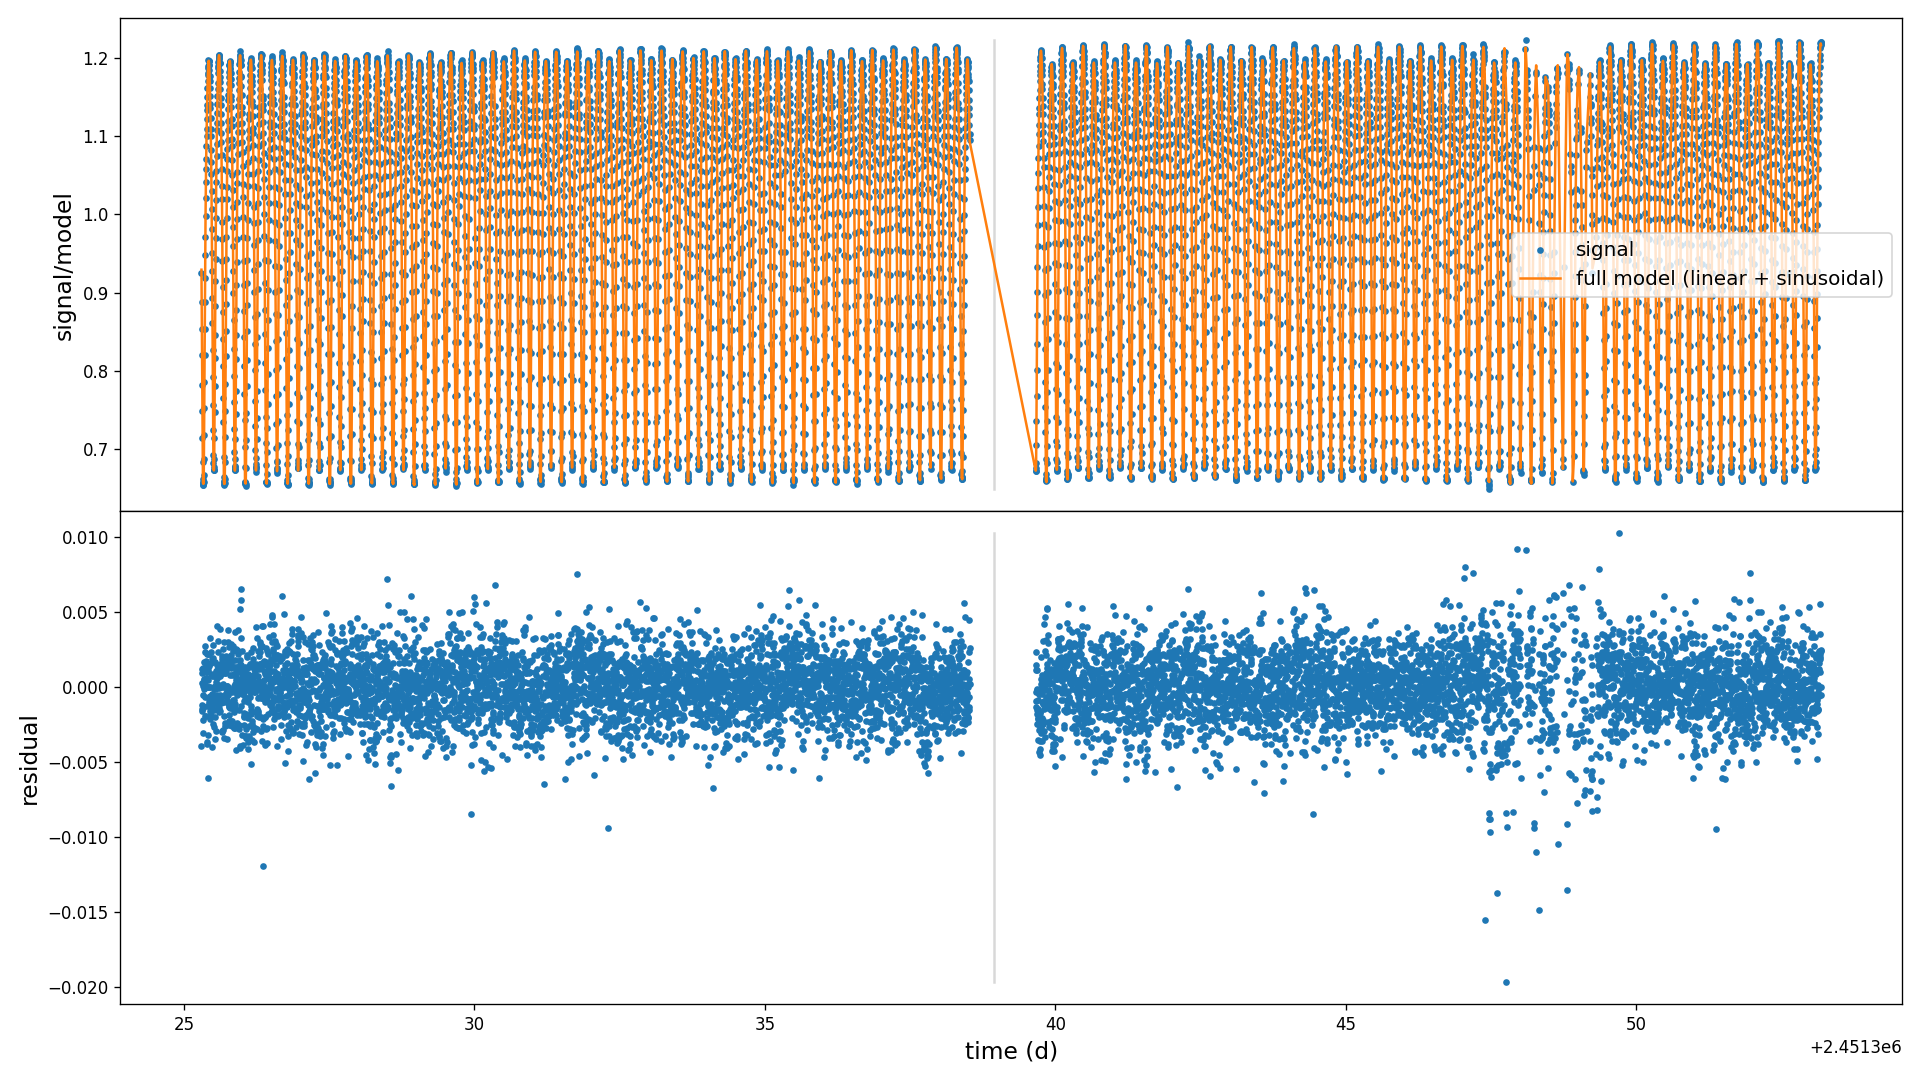 1.2
1.1
1.0
0.9
0.8
0.7
signal/model
signal
full model (linear + sinusoidal)
0.010
0.005
0.000
−0.005
−0.010
−0.015
−0.020
residual
25 30 35 40 45 50
time (d)
+2.4513e6